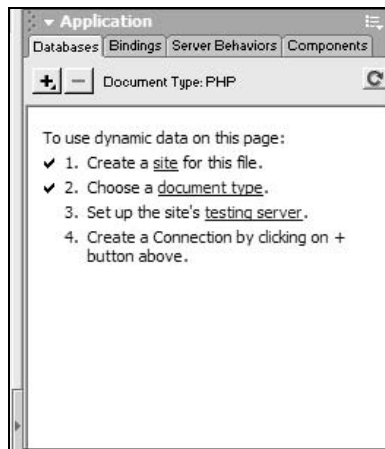 Application
Databases Bindings Server Behaviors Components
Document Type: PHP
To use dynamic data on this page:
1. Create a site for this file.
2. Choose a document type.
3. Set up the site's testing server.
4. Create a Connection by clicking on +
button above.